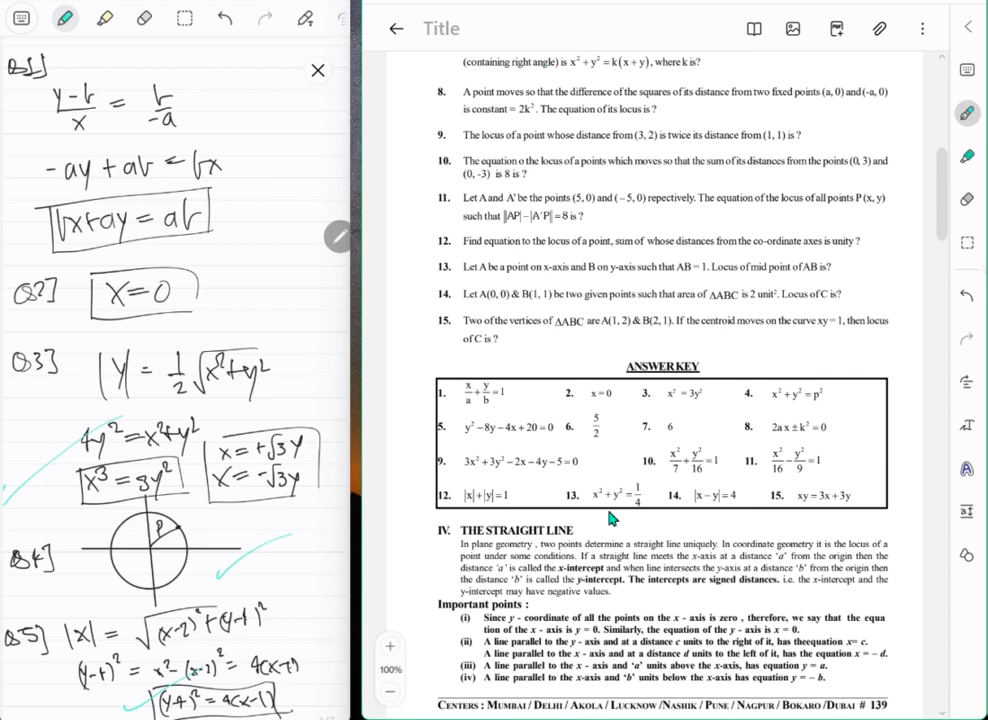 Title
(containing right angle) is x² + y² = k(x + y), where k is?
8. A point moves so that the difference of the squares of its distance from two fixed points (a, 0) and (-a, 0)
is constant = 2k². The equation of its locus is ?
9. The locus of a point whose distance from (3, 2) is twice its distance from (1, 1) is ?
10. The equation o the locus of a points which moves so that the sum of its distances from the points (0, 3) and
(0, -3) is 8 is ?
11. Let A and A' be the points (5, 0) and (-5, 0) repectively. The equation of the locus of all points P (x, y)
such that ||AP| - |A'P|| = 8 is ?
12. Find equation to the locus of a point, sum of whose distances from the co-ordinate axes is unity ?
13. Let A be a point on x-axis and B on y-axis such that AB = 1. Locus of mid point of AB is?
14. Let A(0, 0) & B(1, 1) be two given points such that area of ΔABC is 2 unit². Locus of C is?
15. Two of the vertices of ΔABC are A(1, 2) & B(2, 1). If the centroid moves on the curve xy = 1, then locus
of C is ?
ANSWER KEY
1. x/a + y/b = 1 2. x = 0 3. x² = 3y² 4. x² + y² = p²
5. y² - 8y - 4x + 20 = 0 6. 5/2 7. 6 8. 2ax ± k² = 0
9. 3x² + 3y² - 2x - 4y - 5 = 0 10. x²/7 + y²/16 = 1 11. x²/16 - y²/9 = 1
12. |x| + |y| = 1 13. x² + y² = 1/4 14. |x - y| = 4 15. xy = 3x + 3y
IV. THE STRAIGHT LINE
In plane geometry , two points determine a straight line uniquely. In coordinate geometry it is the locus of a
point under some conditions. If a straight line meets the x-axis at a distance 'a' from the origin then the
distance 'a' is called the x-intercept and when line intersects the y-axis at a distance 'b' from the origin then
the distance 'b' is called the y-intercept. The intercepts are signed distances. i.e. the x-intercept and the
y-intercept may have negative values.
Important points :
(i) Since y - coordinate of all the points on the x - axis is zero , therefore, we say that the equa
tion of the x - axis is y = 0. Similarly, the equation of the y - axis is x = 0.
(ii) A line parallel to the y - axis and at a distance c units to the right of it, has theequation x= c.
A line parallel to the x - axis and at a distance d units to the left of it, has the equation x = - d.
(iii) A line parallel to the x - axis and 'a' units above the x-axis, has equation y = a.
(iv) A line parallel to the x-axis and 'b' units below the x-axis has equation y = - b.
CENTERS : MUMBAI / DELHI / AKOLA / LUCKNOW /NASHIK / PUNE / NAGPUR / BOKARO /DUBAI # 139
100%
Q1]
(y-b)/x = b/-a
-ay + ab = bx
bx+ay = ab
Q2] x=0
Q3] |y| = 1/2 √(x²+y²)
4y² = x²+y²
x³ = 3y²
x = +√3y
x = -√3y
Q4] P
Q5] |x| = √((x-2)² + (y-4)²)
(y-4)² = x² - (x-2)² = 4(x-1)
(y-4)² = 4(x-1)